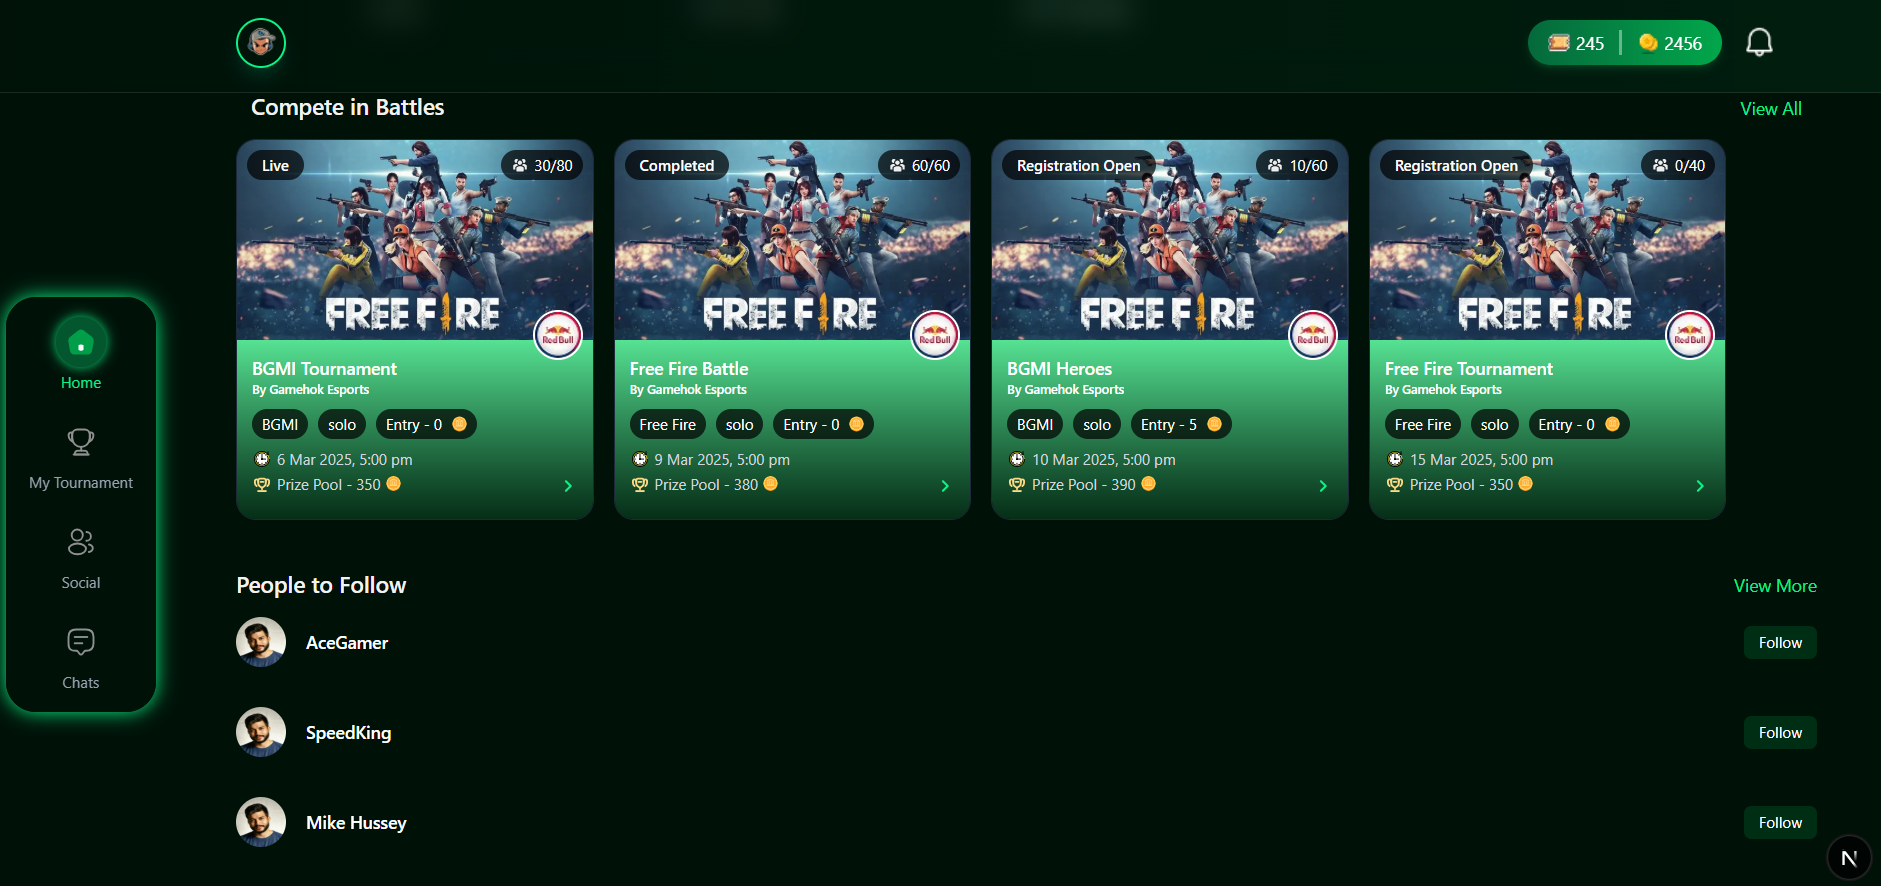 245 | 2456
Compete in Battles
View All
Live
30/80
FREE FIRE
Red Bull
BGMI Tournament
By Gamehok Esports
BGMI solo Entry - 0
6 Mar 2025, 5:00 pm
Prize Pool - 350
Completed
60/60
FREE FIRE
Red Bull
Free Fire Battle
By Gamehok Esports
Free Fire solo Entry - 0
9 Mar 2025, 5:00 pm
Prize Pool - 380
Registration Open
10/60
FREE FIRE
Red Bull
BGMI Heroes
By Gamehok Esports
BGMI solo Entry - 5
10 Mar 2025, 5:00 pm
Prize Pool - 390
Registration Open
0/40
FREE FIRE
Red Bull
Free Fire Tournament
By Gamehok Esports
Free Fire solo Entry - 0
15 Mar 2025, 5:00 pm
Prize Pool - 350
Home
My Tournament
Social
Chats
People to Follow
View More
AceGamer
Follow
SpeedKing
Follow
Mike Hussey
Follow
N